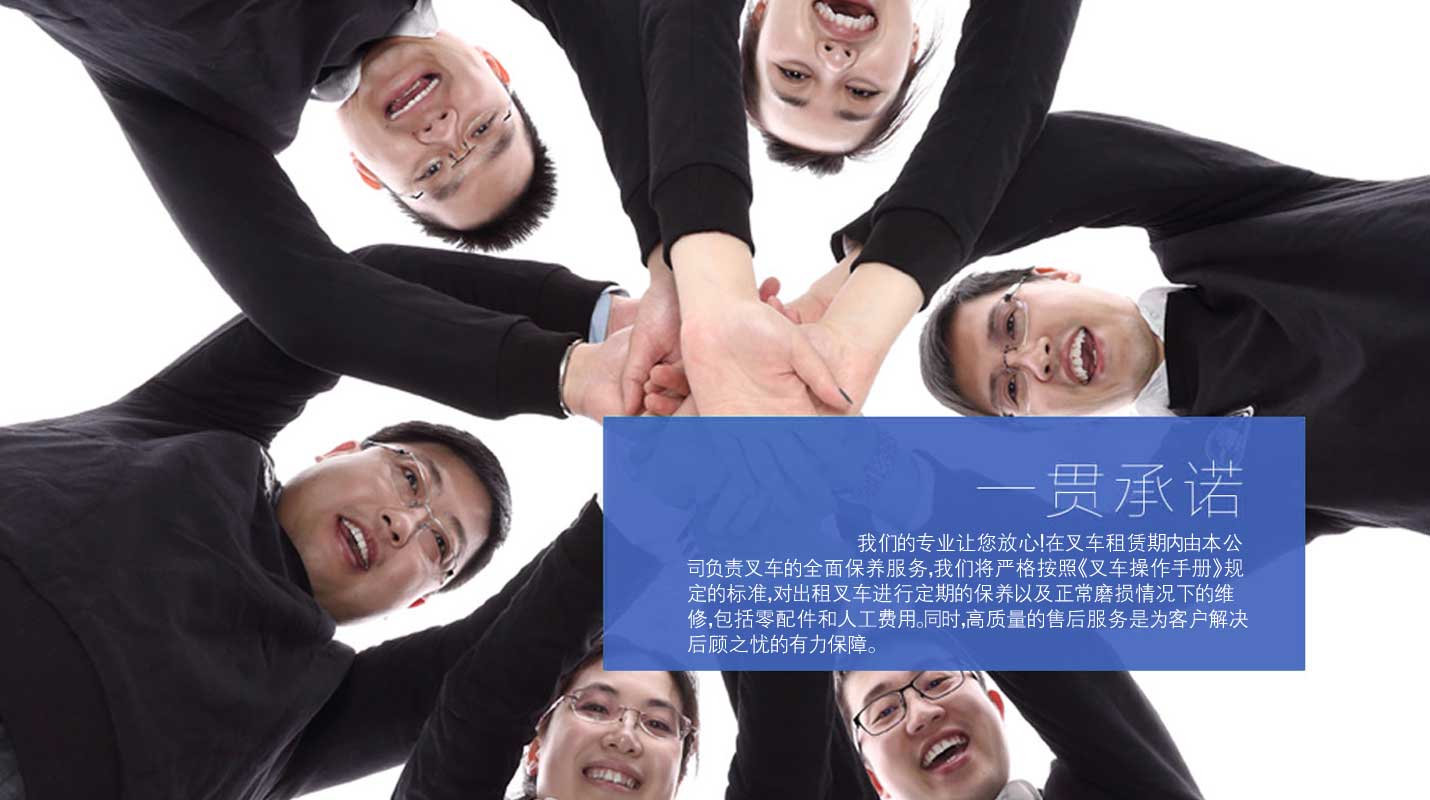 一贯承诺
我们的专业让您放心!在叉车租赁期内由本公
司负责叉车的全面保养服务,我们将严格按照《叉车操作手册》规
定的标准,对出租叉车进行定期的保养以及正常磨损情况下的维
修,包括零配件和人工费用。同时,高质量的售后服务是为客户解决
后顾之忧的有力保障。